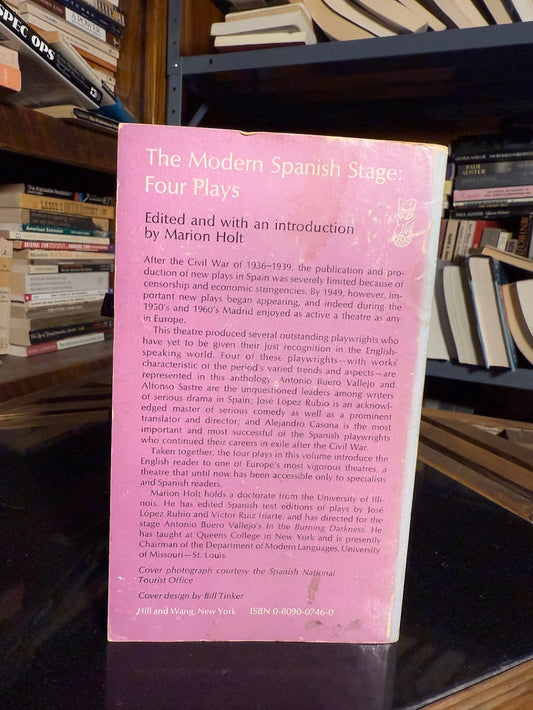 The Modern Spanish Stage:
Four Plays
Edited and with an introduction
by Marion Holt
After the Civil War of 1936–1939, the publication and pro-
duction of new plays in Spain was severely limited because of
censorship and economic stringencies. By 1949, however, im-
portant new plays began appearing, and indeed during the
1950's and 1960's Madrid enjoyed as active a theatre as any
in Europe.
This theatre produced several outstanding playwrights who
have yet to be given their just recognition in the English-
speaking world. Four of these playwrights—with works
characteristic of the period's varied trends and aspects—are
represented in this anthology. Antonio Buero Vallejo and
Alfonso Sastre are the unquestioned leaders among writers
of serious drama in Spain; José López Rubio is an acknowl-
edged master of serious comedy as well as a prominent
translator and director; and Alejandro Casona is the most
important and most successful of the Spanish playwrights
who continued their careers in exile after the Civil War.
Taken together, the four plays in this volume introduce the
English reader to one of Europe's most vigorous theatres, a
theatre that until now has been accessible only to specialists
and Spanish readers.
Marion Holt holds a doctorate from the University of Illi-
nois. He has edited Spanish text editions of plays by José
López Rubio and Victor Ruiz Iriarte, and has directed for the
stage Antonio Buero Vallejo's In the Burning Darkness. He
has taught at Queens College in New York and is presently
Chairman of the Department of Modern Languages, University
of Missouri—St. Louis.
Cover photograph courtesy the Spanish National
Tourist Office
Cover design by Bill Tinker
Hill and Wang, New York ISBN 0-8090-0746-0
SPEC OPS
A POWER
American Extremists
PAUL
AUSTER
PAUL AUSTER